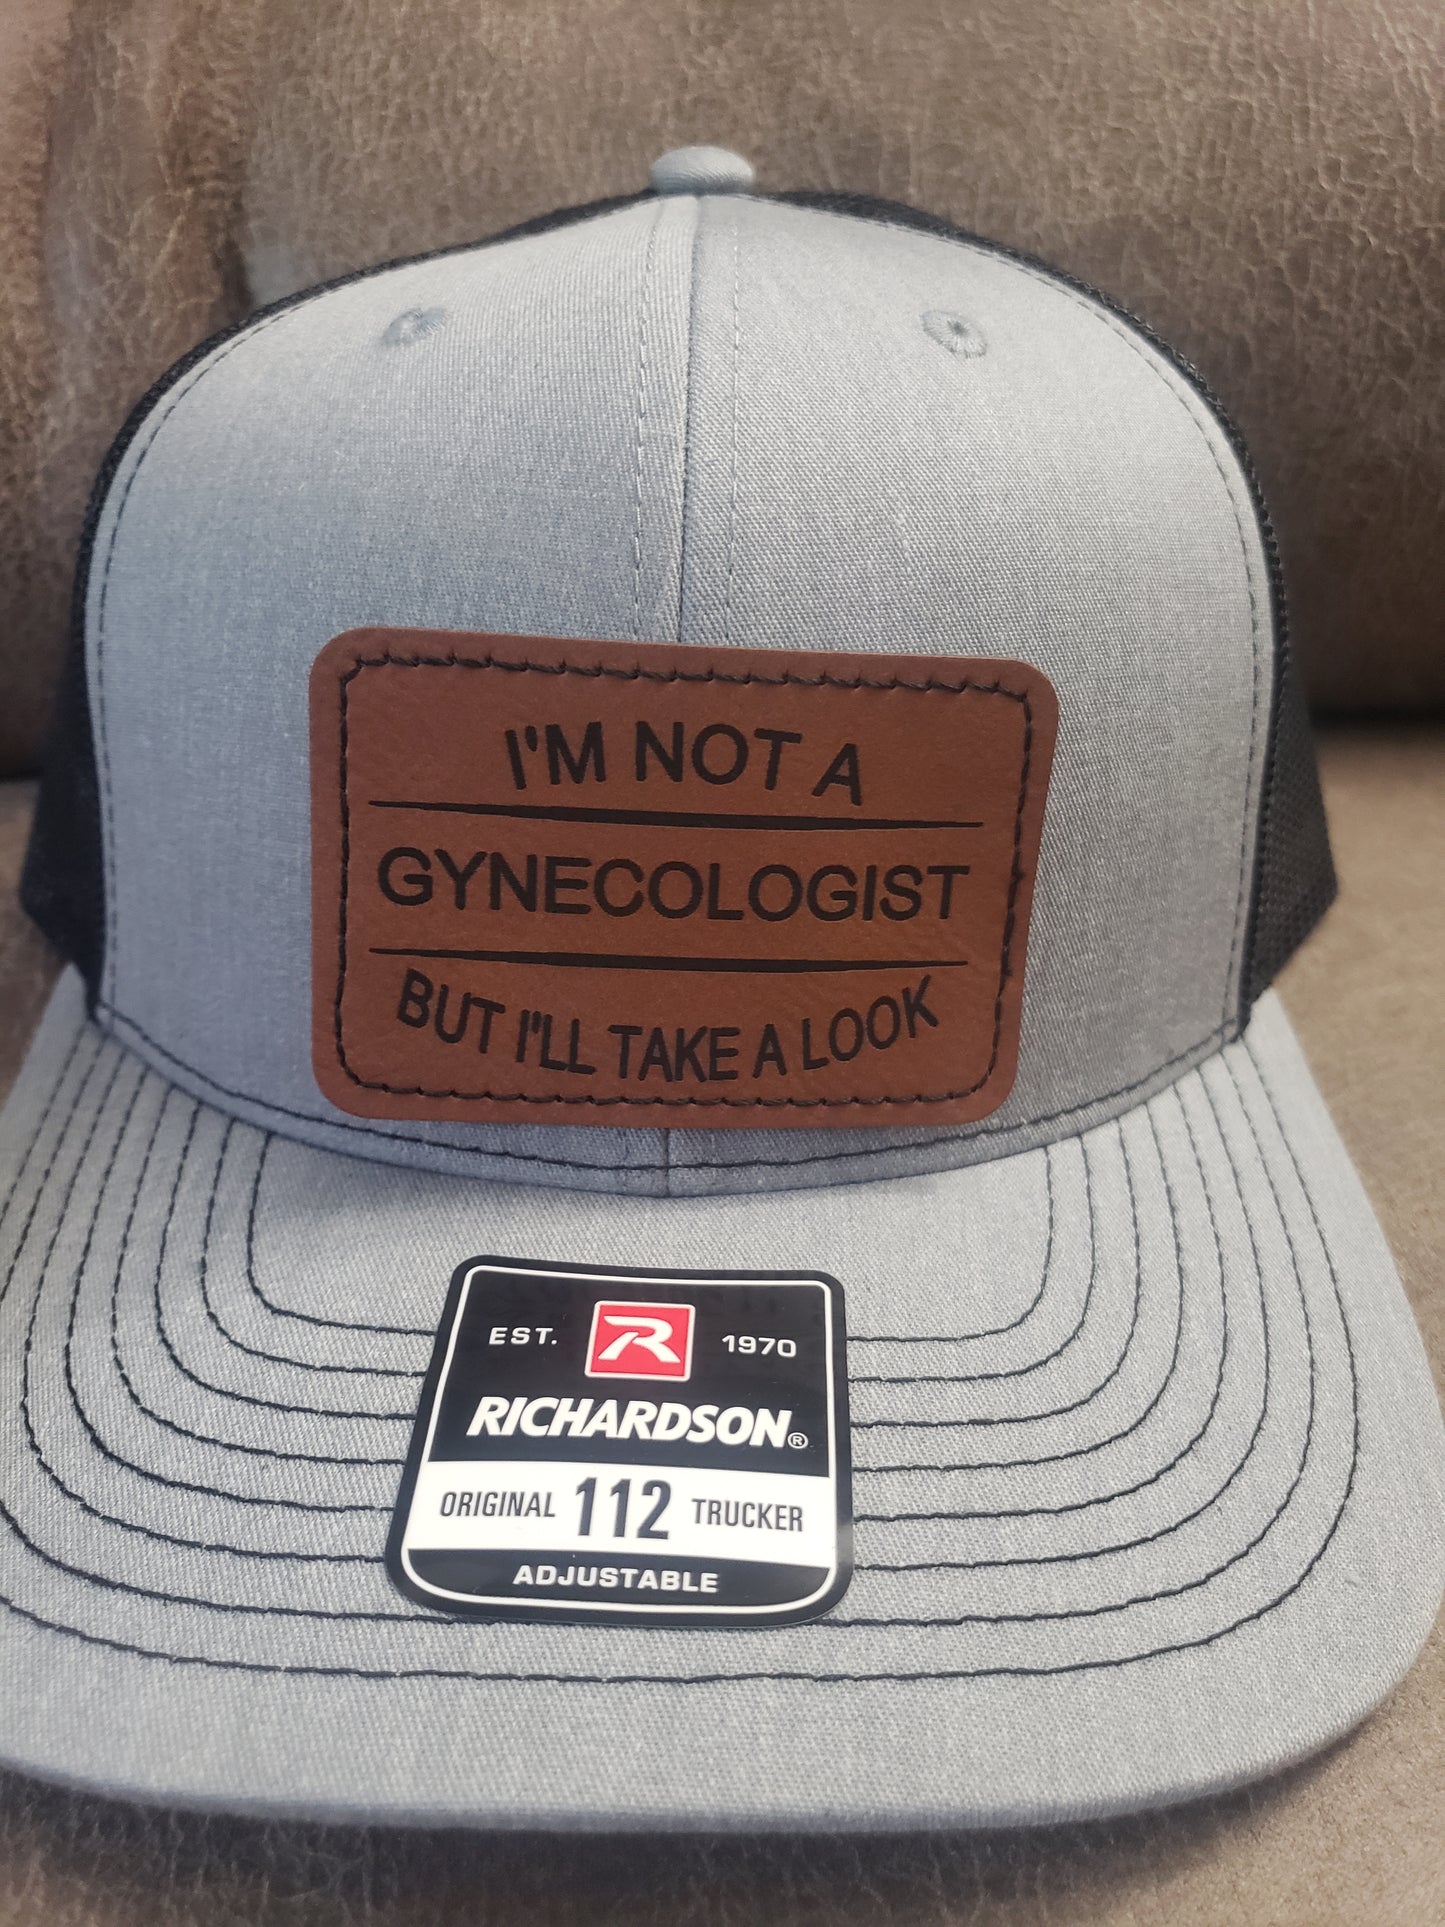 I'M NOT A
GYNECOLOGIST
BUT I'LL TAKE A LOOK
EST. R 1970
RICHARDSON®
ORIGINAL 112 TRUCKER
ADJUSTABLE